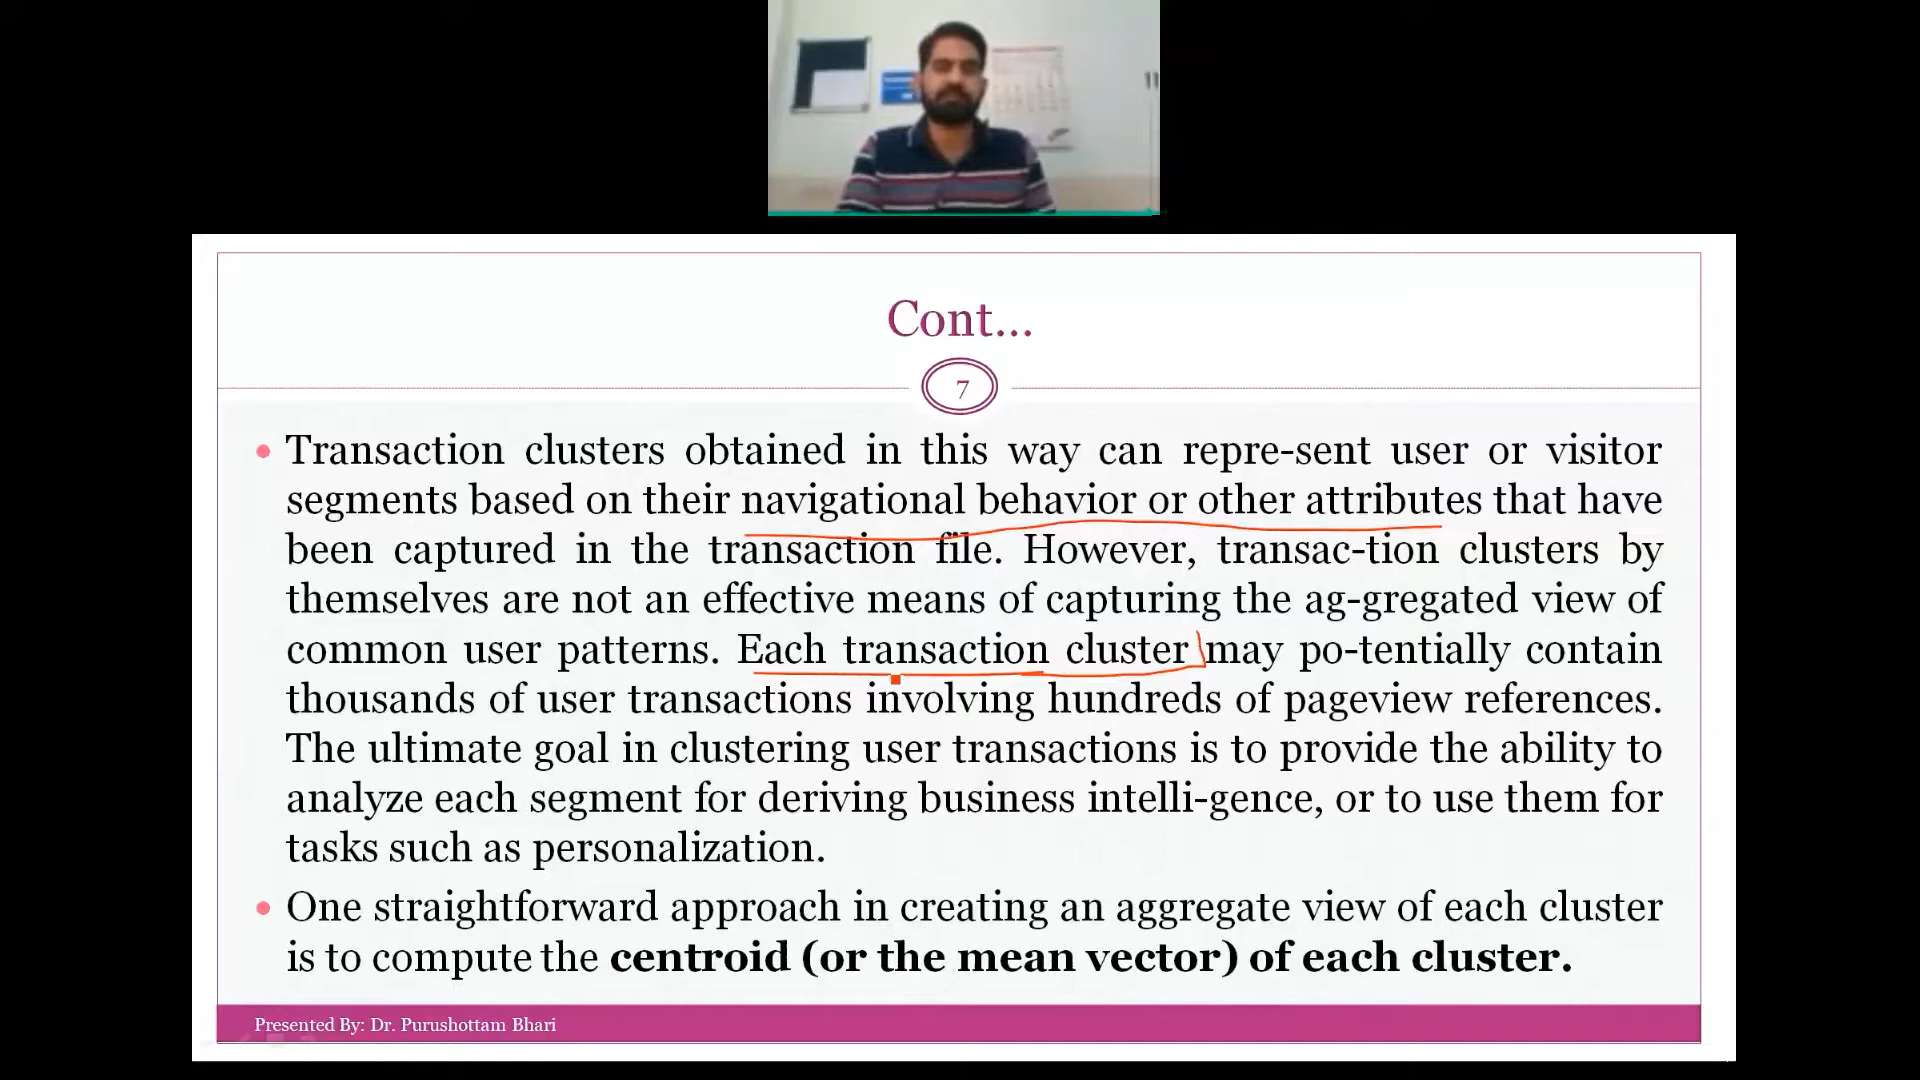 Cont...
7
Transaction clusters obtained in this way can repre-sent user or visitor
segments based on their navigational behavior or other attributes that have
been captured in the transaction file. However, transac-tion clusters by
themselves are not an effective means of capturing the ag-gregated view of
common user patterns. Each transaction cluster may po-tentially contain
thousands of user transactions involving hundreds of pageview references.
The ultimate goal in clustering user transactions is to provide the ability to
analyze each segment for deriving business intelli-gence, or to use them for
tasks such as personalization.
One straightforward approach in creating an aggregate view of each cluster
is to compute the centroid (or the mean vector) of each cluster.
Presented By: Dr. Purushottam Bhari